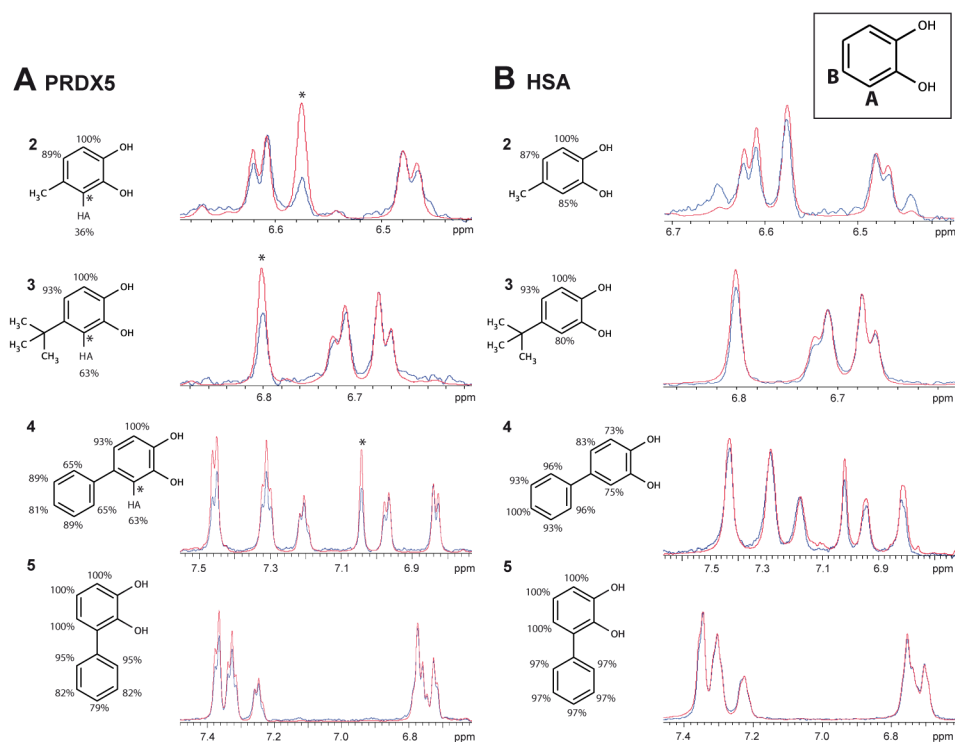 A PRDX5
*
2
100%
89%
OH
OH
H₃C
*
HA
36%
6.6
6.5
ppm
3
100%
93%
OH
OH
H₃C
H₃C
CH₃
*
HA
63%
*
6.8
6.7
ppm
4
100%
93%
OH
OH
65%
89%
81%
89%
65%
*
HA
63%
*
7.5
7.3
7.1
6.9
ppm
5
100%
100%
100%
OH
OH
95%
95%
82%
82%
79%
7.4
7.2
7.0
6.8
ppm
B HSA
OH
OH
B
A
2
100%
87%
OH
OH
H₃C
85%
6.7
6.6
6.5
ppm
3
100%
93%
OH
OH
H₃C
H₃C
CH₃
80%
6.8
6.7
ppm
4
73%
83%
OH
OH
96%
93%
75%
100%
96%
93%
7.5
7.3
7.1
6.9
ppm
5
100%
100%
100%
OH
OH
97%
97%
97%
97%
97%
7.4
7.2
7.0
6.8
ppm